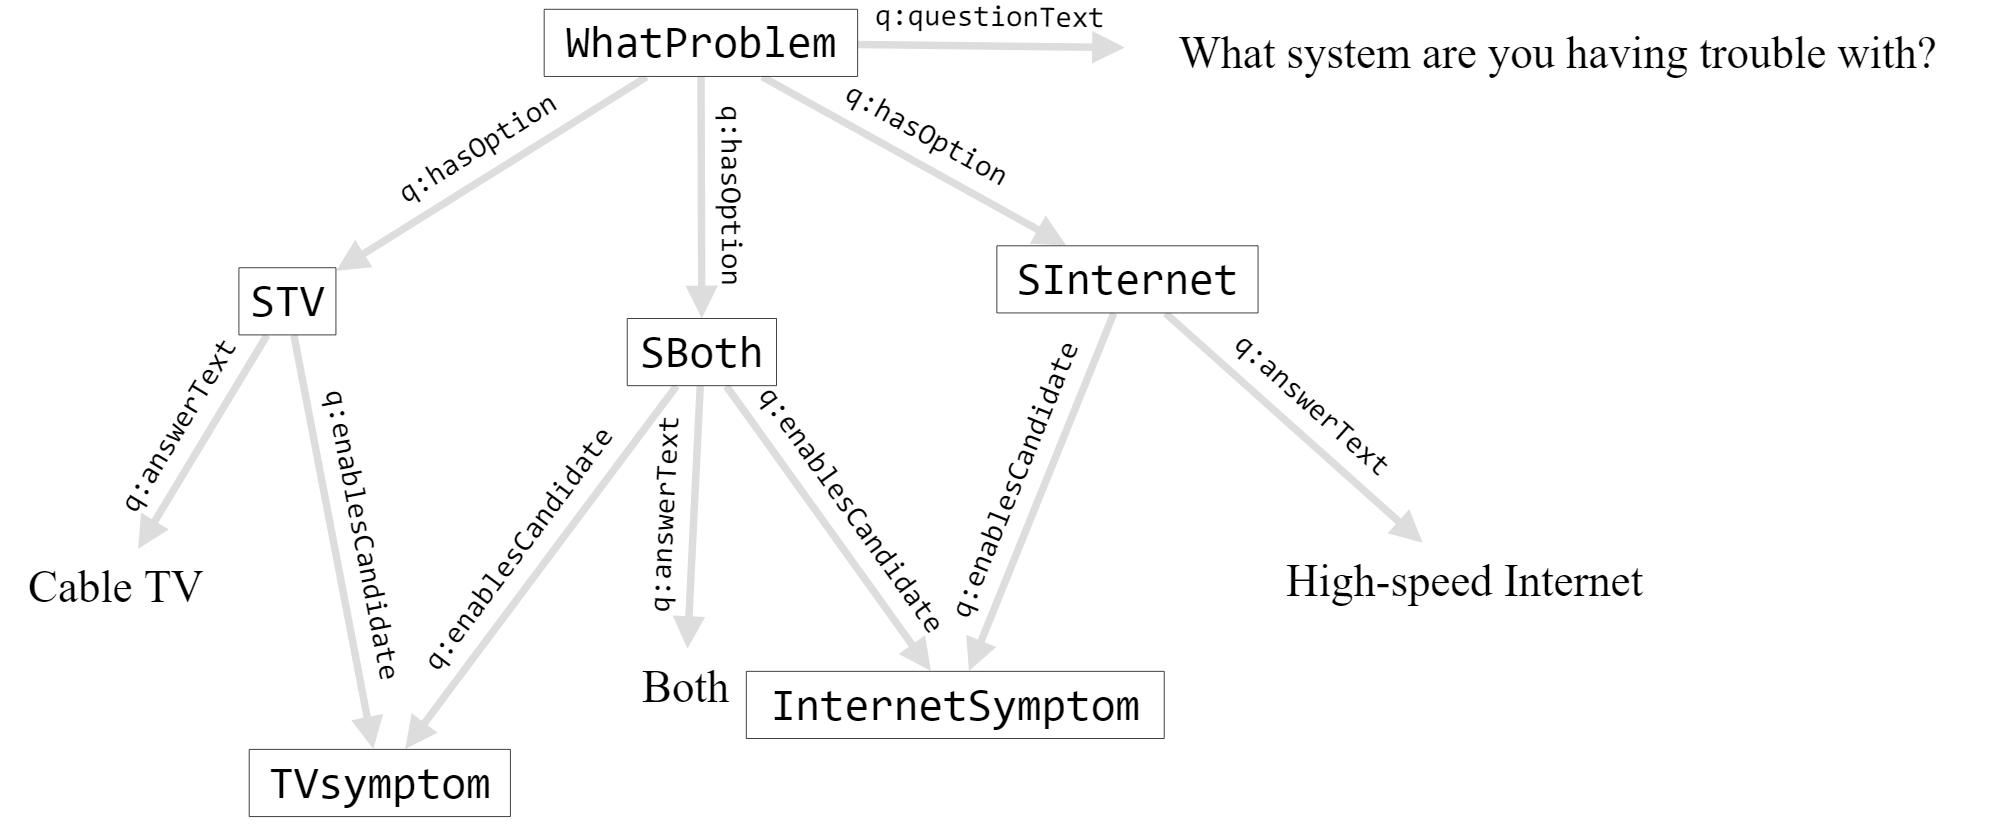 WhatProblem
q:questionText
What system are you having trouble with?
q:hasOption
q:hasOption
q:hasOption
STV
SBoth
SInternet
q:answerText
q:enablesCandidate
q:enablesCandidate
q:answerText
q:enablesCandidate
q:enablesCandidate
q:answerText
Cable TV
High-speed Internet
Both
InternetSymptom
TVsymptom